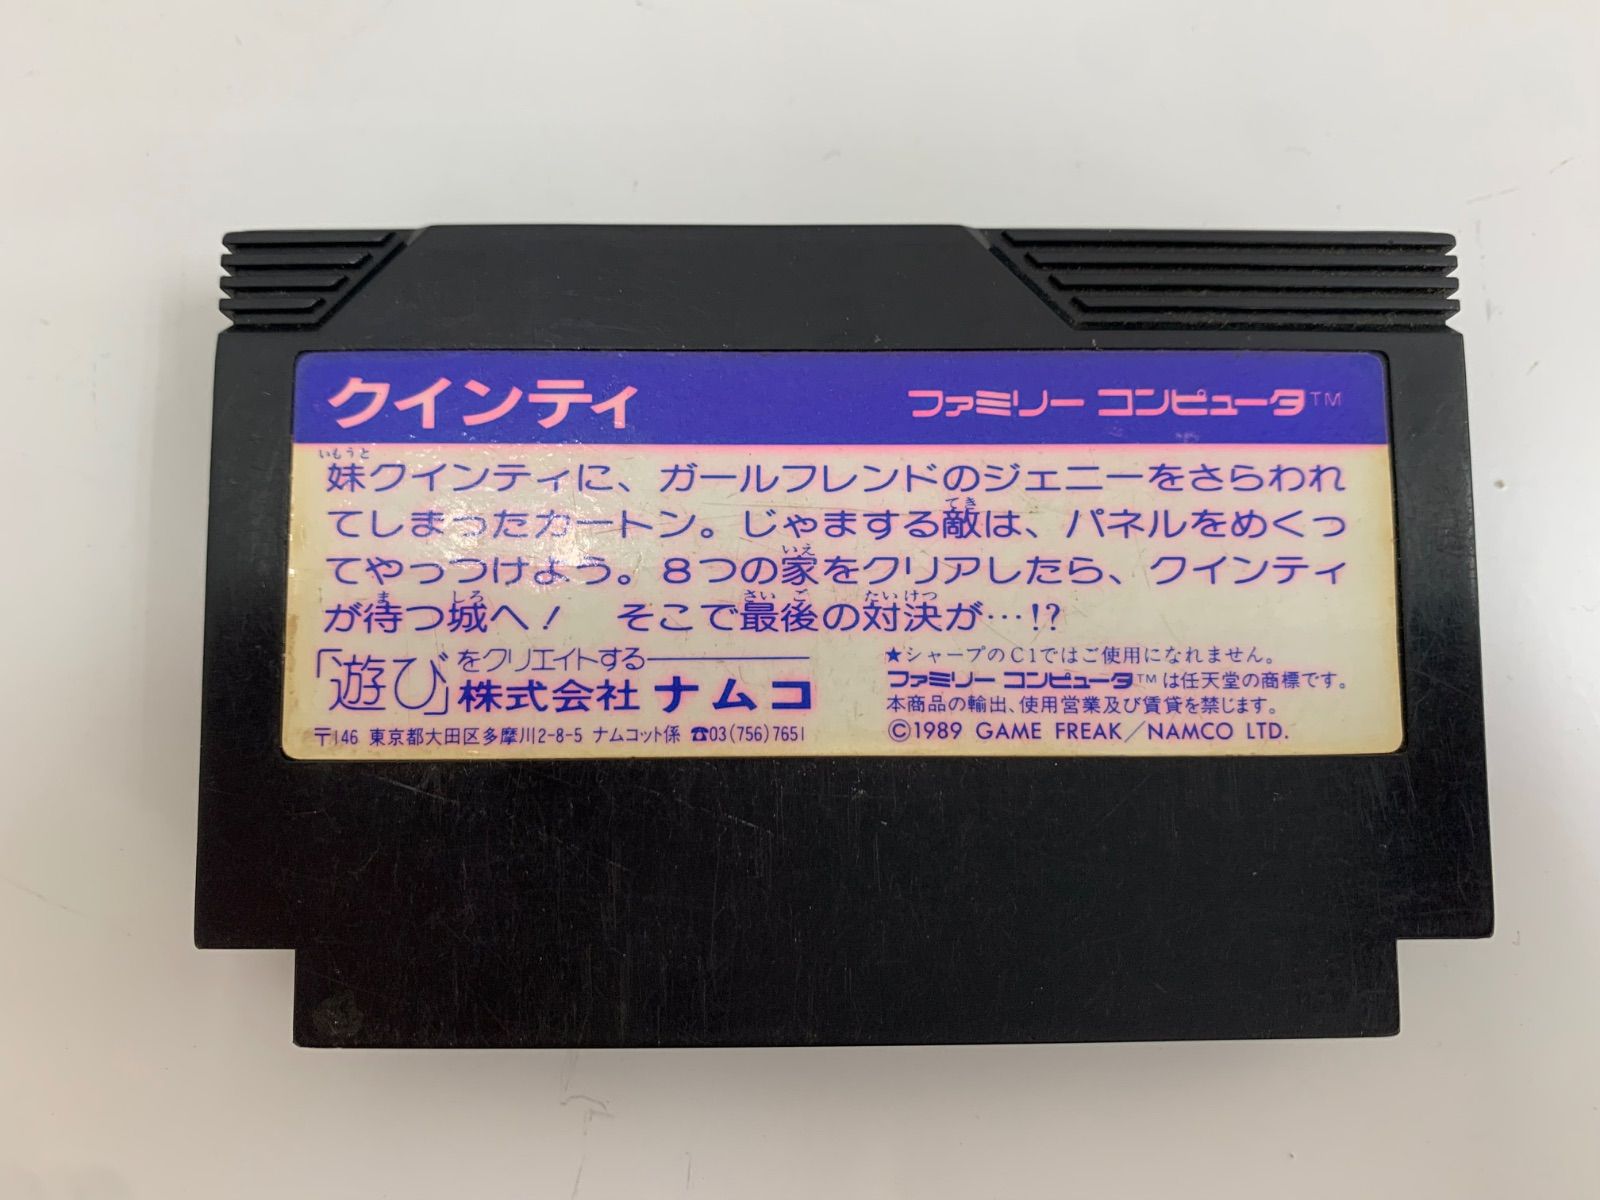 クインティ
ファミリー コンピュータ™
妹クインティに、ガールフレンドのジェニーをさらわれ
いもうと
てしまったカートン。じゃまする敵は、パネルをめくっ
てき
てやっつけよう。8つの家をクリアしたら、クインティ
いえ
が待つ城へ! そこで最後の対決が…!?
ま しろ さいご たいけつ
「遊び」をクリエイトする
株式会社 ナムコ
〒146 東京都大田区多摩川2-8-5 ナムコット係 ☎03(756)7651
★シャープのC1ではご使用になれません。
ファミリー コンピュータ™は任天堂の商標です。
本商品の輸出、使用営業及び賃貸を禁じます。
©1989 GAME FREAK/NAMCO LTD.